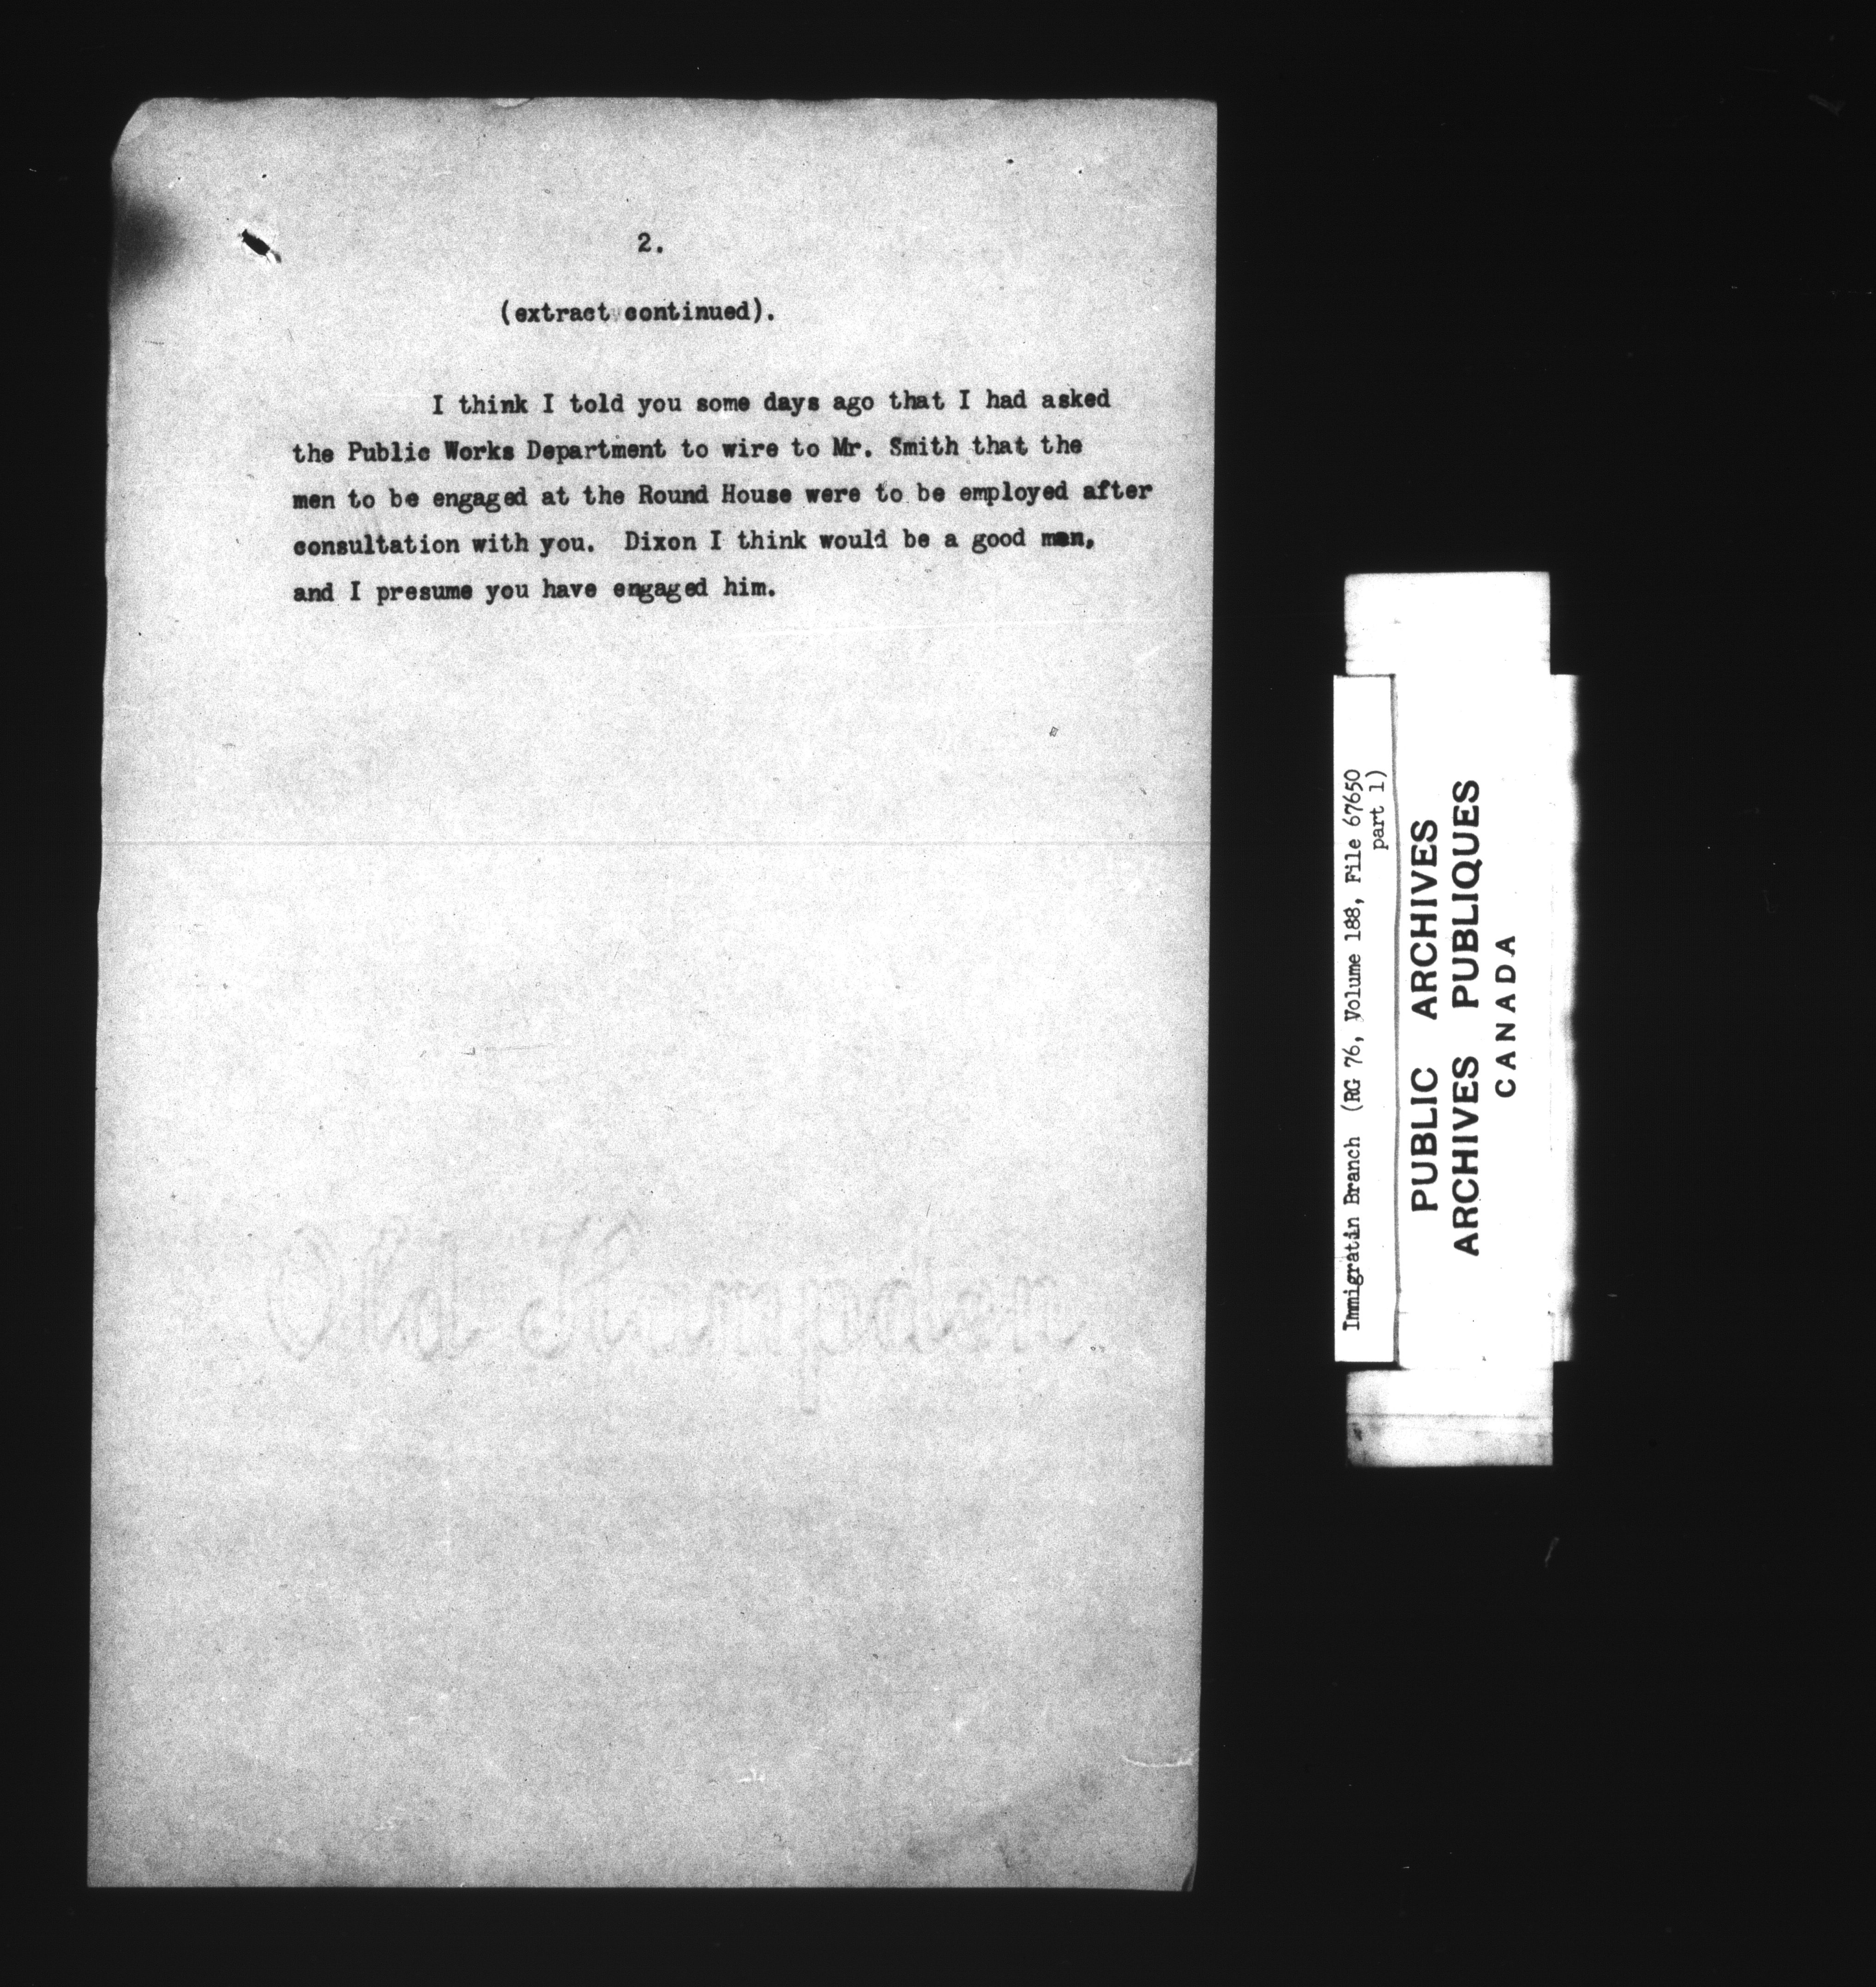 2.
(extract continued).
I think I told you some days ago that I had asked
the Public Works Department to wire to Mr. Smith that the
men to be engaged at the Round House were to be employed after
consultation with you. Dixon I think would be a good man,
and I presume you have engaged him.
Old Hampden
Immigratin Branch (RG 76, Volume 188, File 67650
part 1)
PUBLIC ARCHIVES
ARCHIVES PUBLIQUES
CANADA